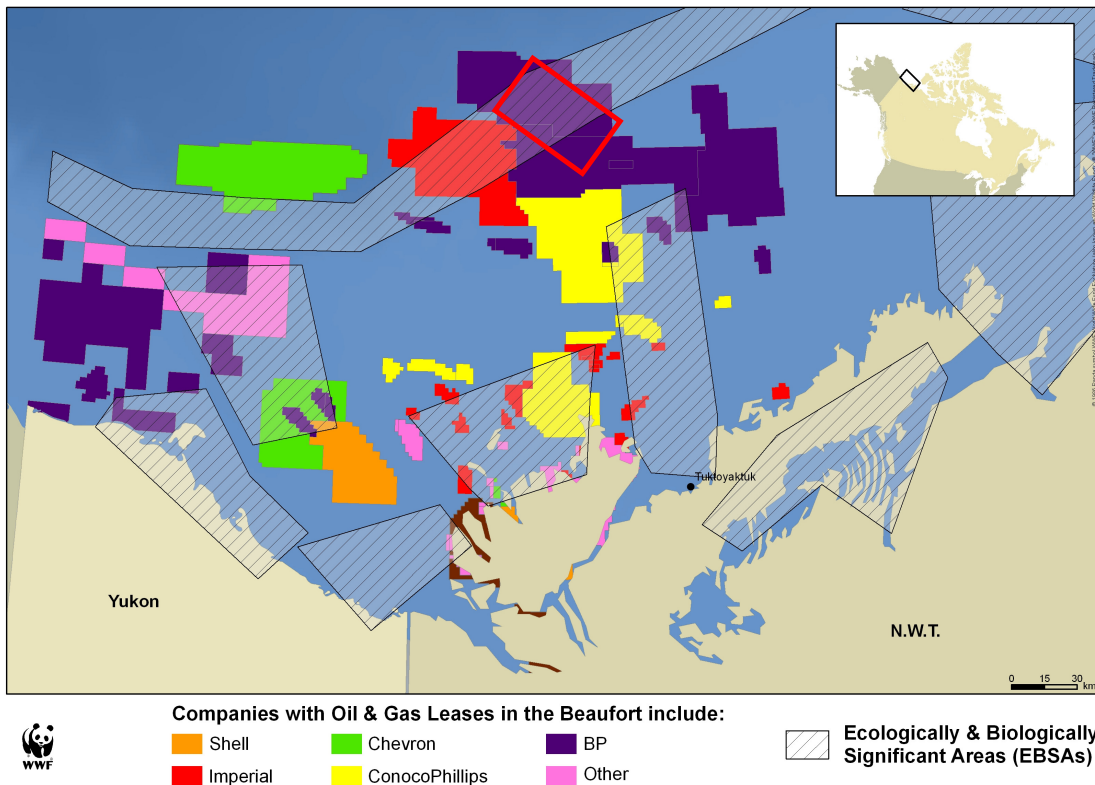 Tuktoyaktuk
Yukon
N.W.T.
0 15 30
km
Companies with Oil & Gas Leases in the Beaufort include:
Shell
Chevron
BP
Imperial
ConocoPhillips
Other
Ecologically & Biologically
Significant Areas (EBSAs)
WWF